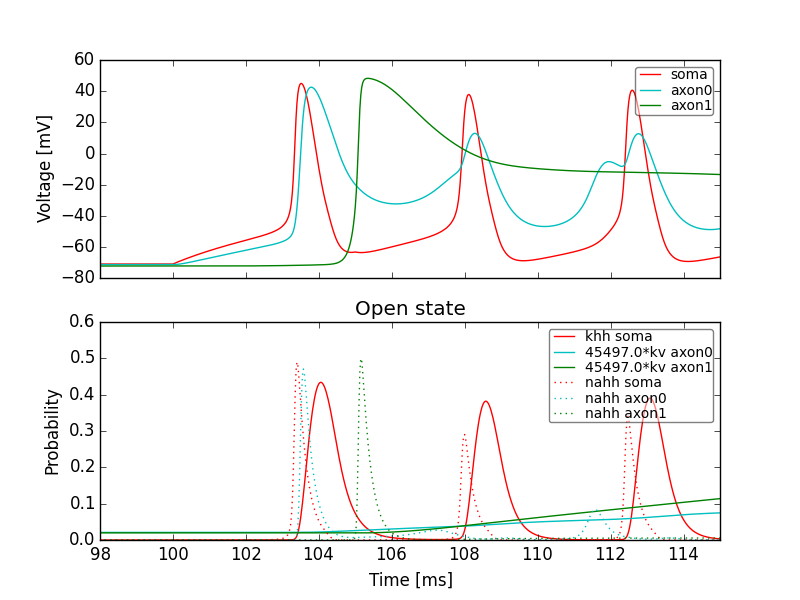 60
40
20
0
−20
−40
−60
−80
Voltage [mV]
soma
axon0
axon1
Open state
0.6
0.5
0.4
0.3
0.2
0.1
0.0
Probability
khh soma
45497.0*kv axon0
45497.0*kv axon1
nahh soma
nahh axon0
nahh axon1
98 100 102 104 106 108 110 112 114
Time [ms]